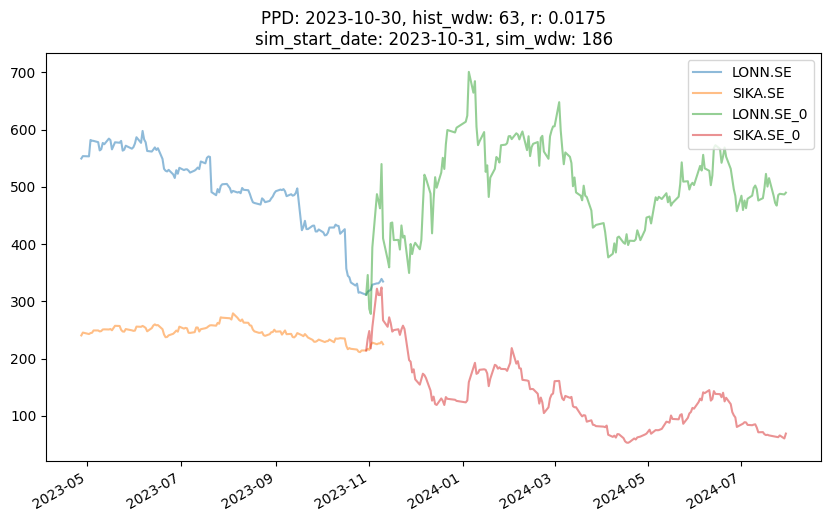 PPD: 2023-10-30, hist_wdw: 63, r: 0.0175
sim_start_date: 2023-10-31, sim_wdw: 186
LONN.SE
SIKA.SE
LONN.SE_0
SIKA.SE_0
700
600
500
400
300
200
100
2023-05
2023-07
2023-09
2023-11
2024-01
2024-03
2024-05
2024-07